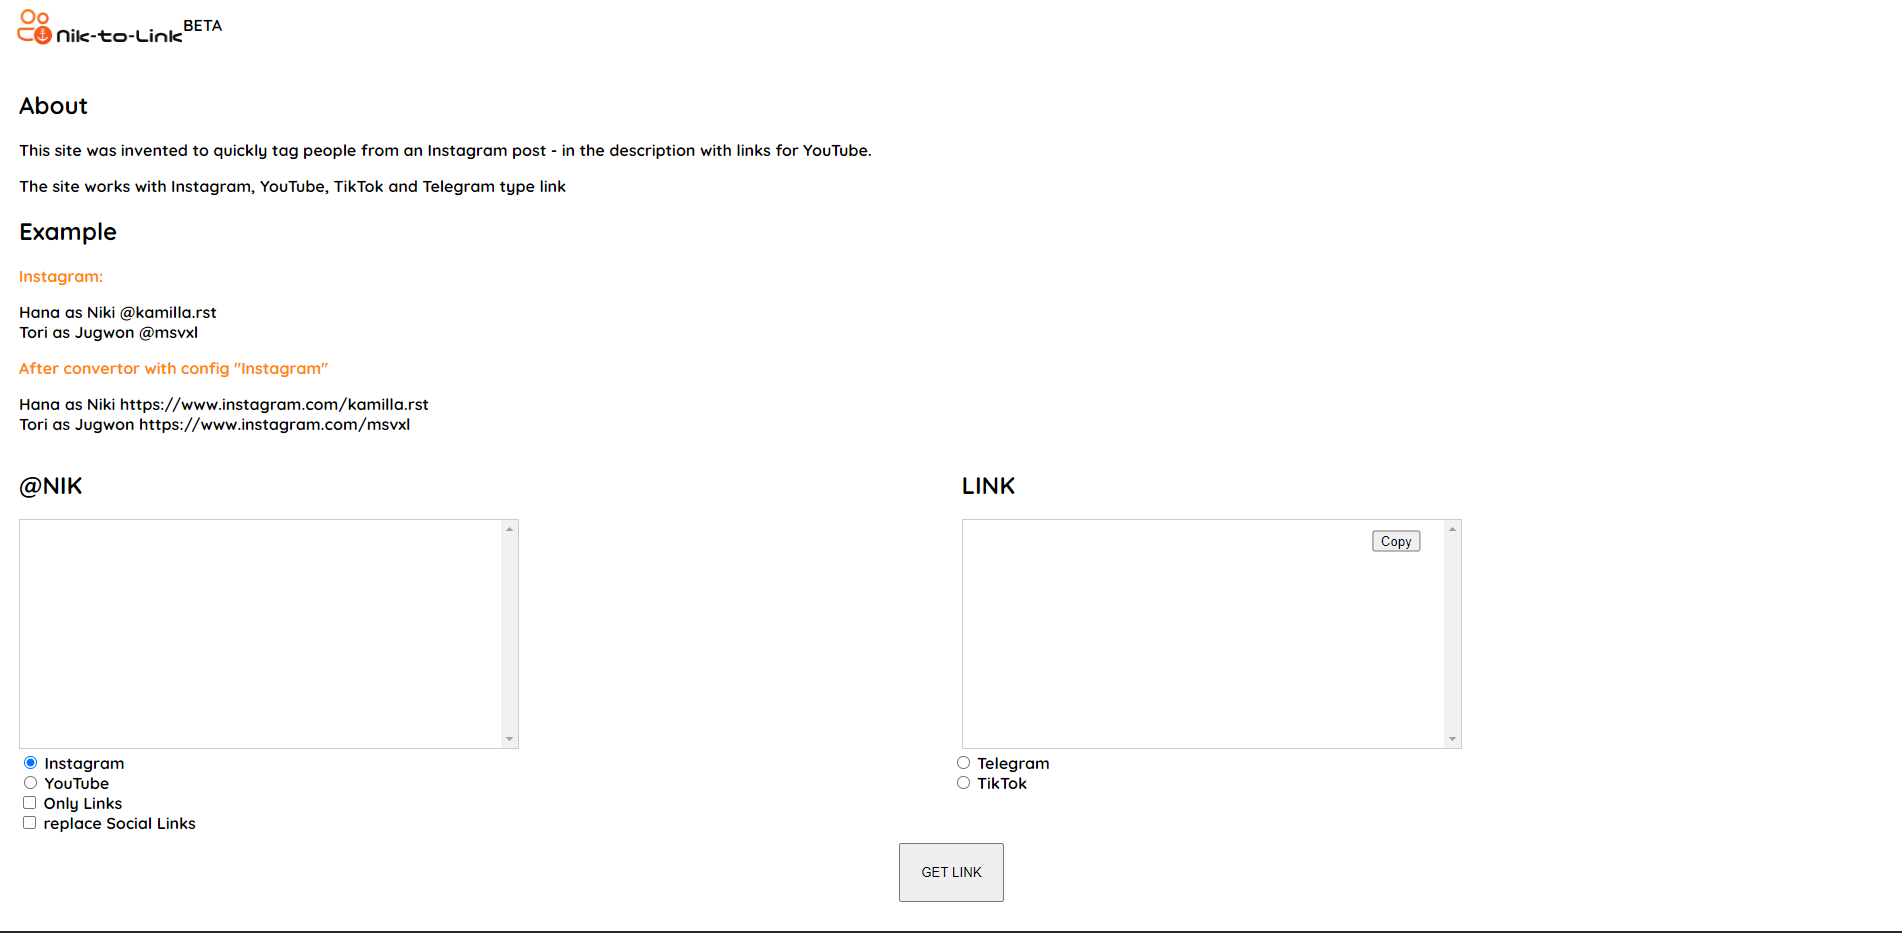 nik-to-Link BETA
About
This site was invented to quickly tag people from an Instagram post - in the description with links for YouTube.
The site works with Instagram, YouTube, TikTok and Telegram type link
Example
Instagram:
Hana as Niki @kamilla.rst
Tori as Jugwon @msvxl
After convertor with config "Instagram"
Hana as Niki https://www.instagram.com/kamilla.rst
Tori as Jugwon https://www.instagram.com/msvxl
@NIK
LINK
Copy
Instagram
YouTube
Only Links
replace Social Links
Telegram
TikTok
GET LINK